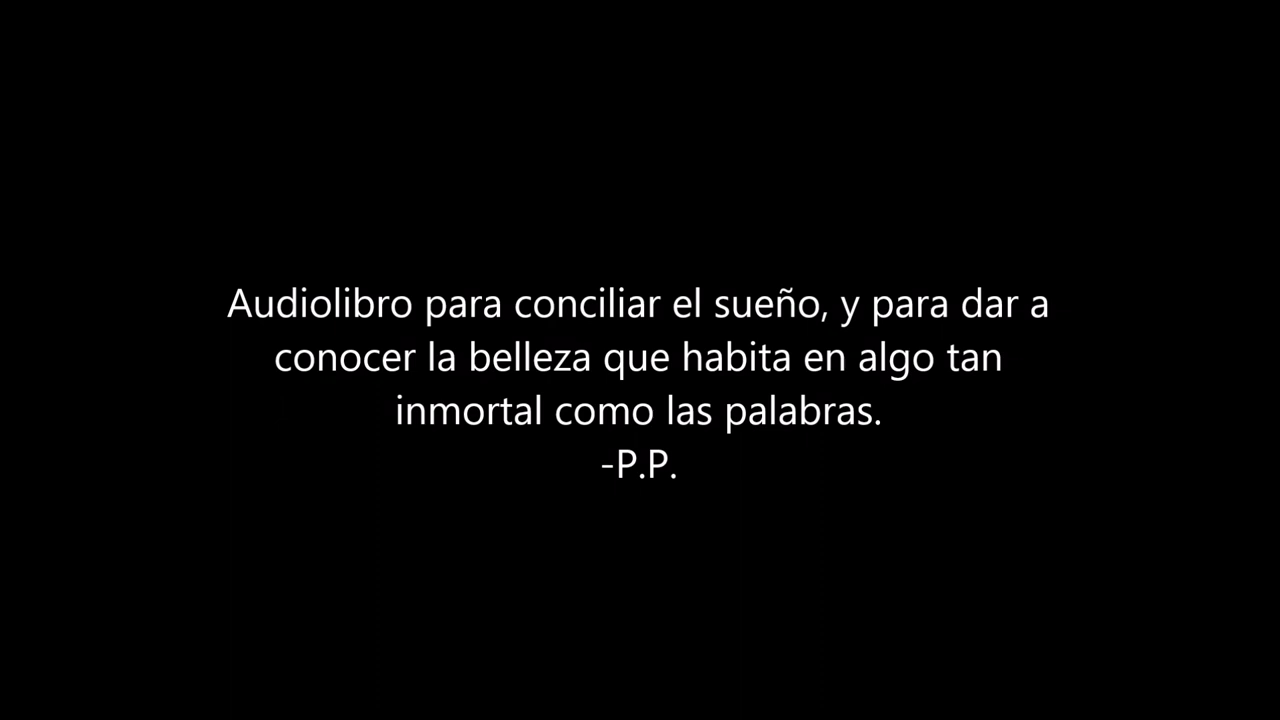 Audiolibro para conciliar el sueño, y para dar a
conocer la belleza que habita en algo tan
inmortal como las palabras.
-P.P.